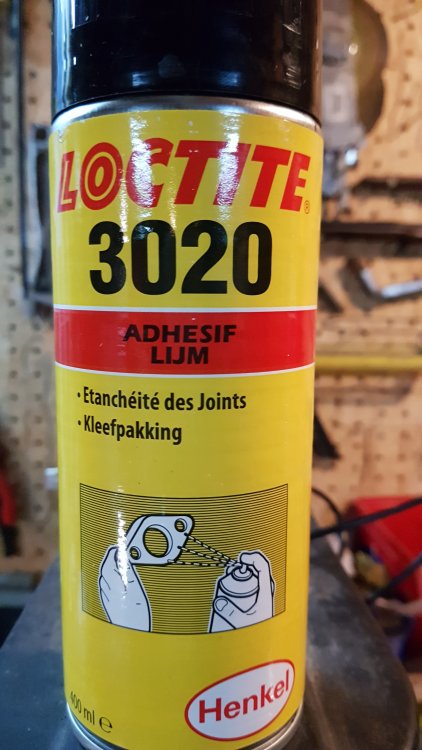 LOCTITE®
3020
ADHESIF
LIJM
• Etanchéité des Joints
• Kleefpakking
400 ml ℮
Henkel